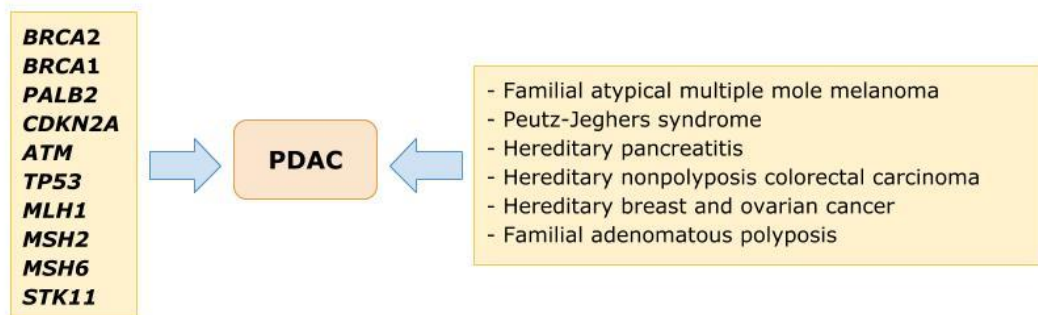 BRCA2
BRCA1
PALB2
CDKN2A
ATM
TP53
MLH1
MSH2
MSH6
STK11
PDAC
- Familial atypical multiple mole melanoma
- Peutz-Jeghers syndrome
- Hereditary pancreatitis
- Hereditary nonpolyposis colorectal carcinoma
- Hereditary breast and ovarian cancer
- Familial adenomatous polyposis